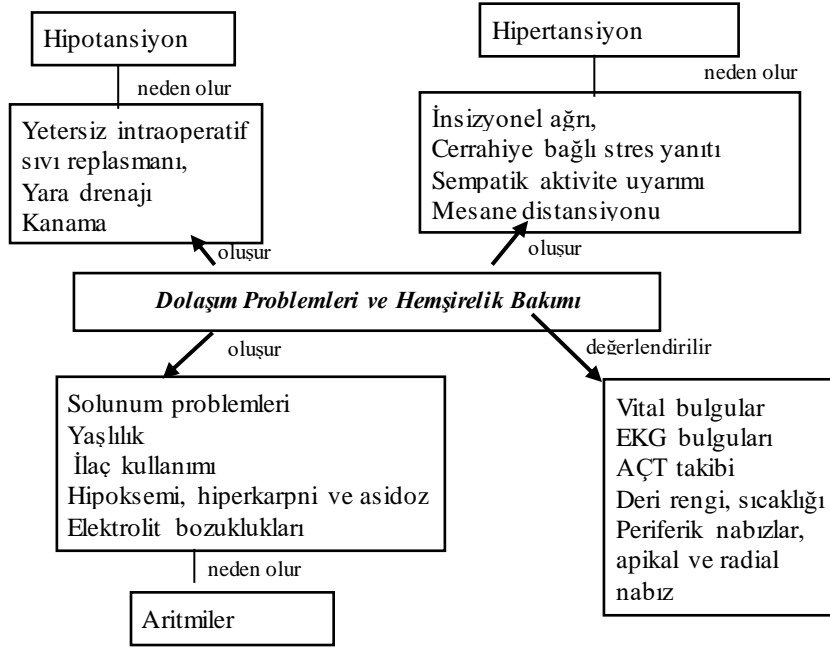 Hipotansiyon
neden olur
Yetersiz intraoperatif
sıvı replasmanı,
Yara drenajı
Kanama
oluşur
Hipertansiyon
neden olur
İnsizyonel ağrı,
Cerrahiye bağlı stres yanıtı
Sempatik aktivite uyarımı
Mesane distansiyonu
oluşur
Dolaşım Problemleri ve Hemşirelik Bakımı
oluşur
Solunum problemleri
Yaşlılık
İlaç kullanımı
Hipoksemi, hiperkarpni ve asidoz
Elektrolit bozuklukları
neden olur
Aritmiler
değerlendirilir
Vital bulgular
EKG bulguları
AÇT takibi
Deri rengi, sıcaklığı
Periferik nabızlar,
apikal ve radial
nabız